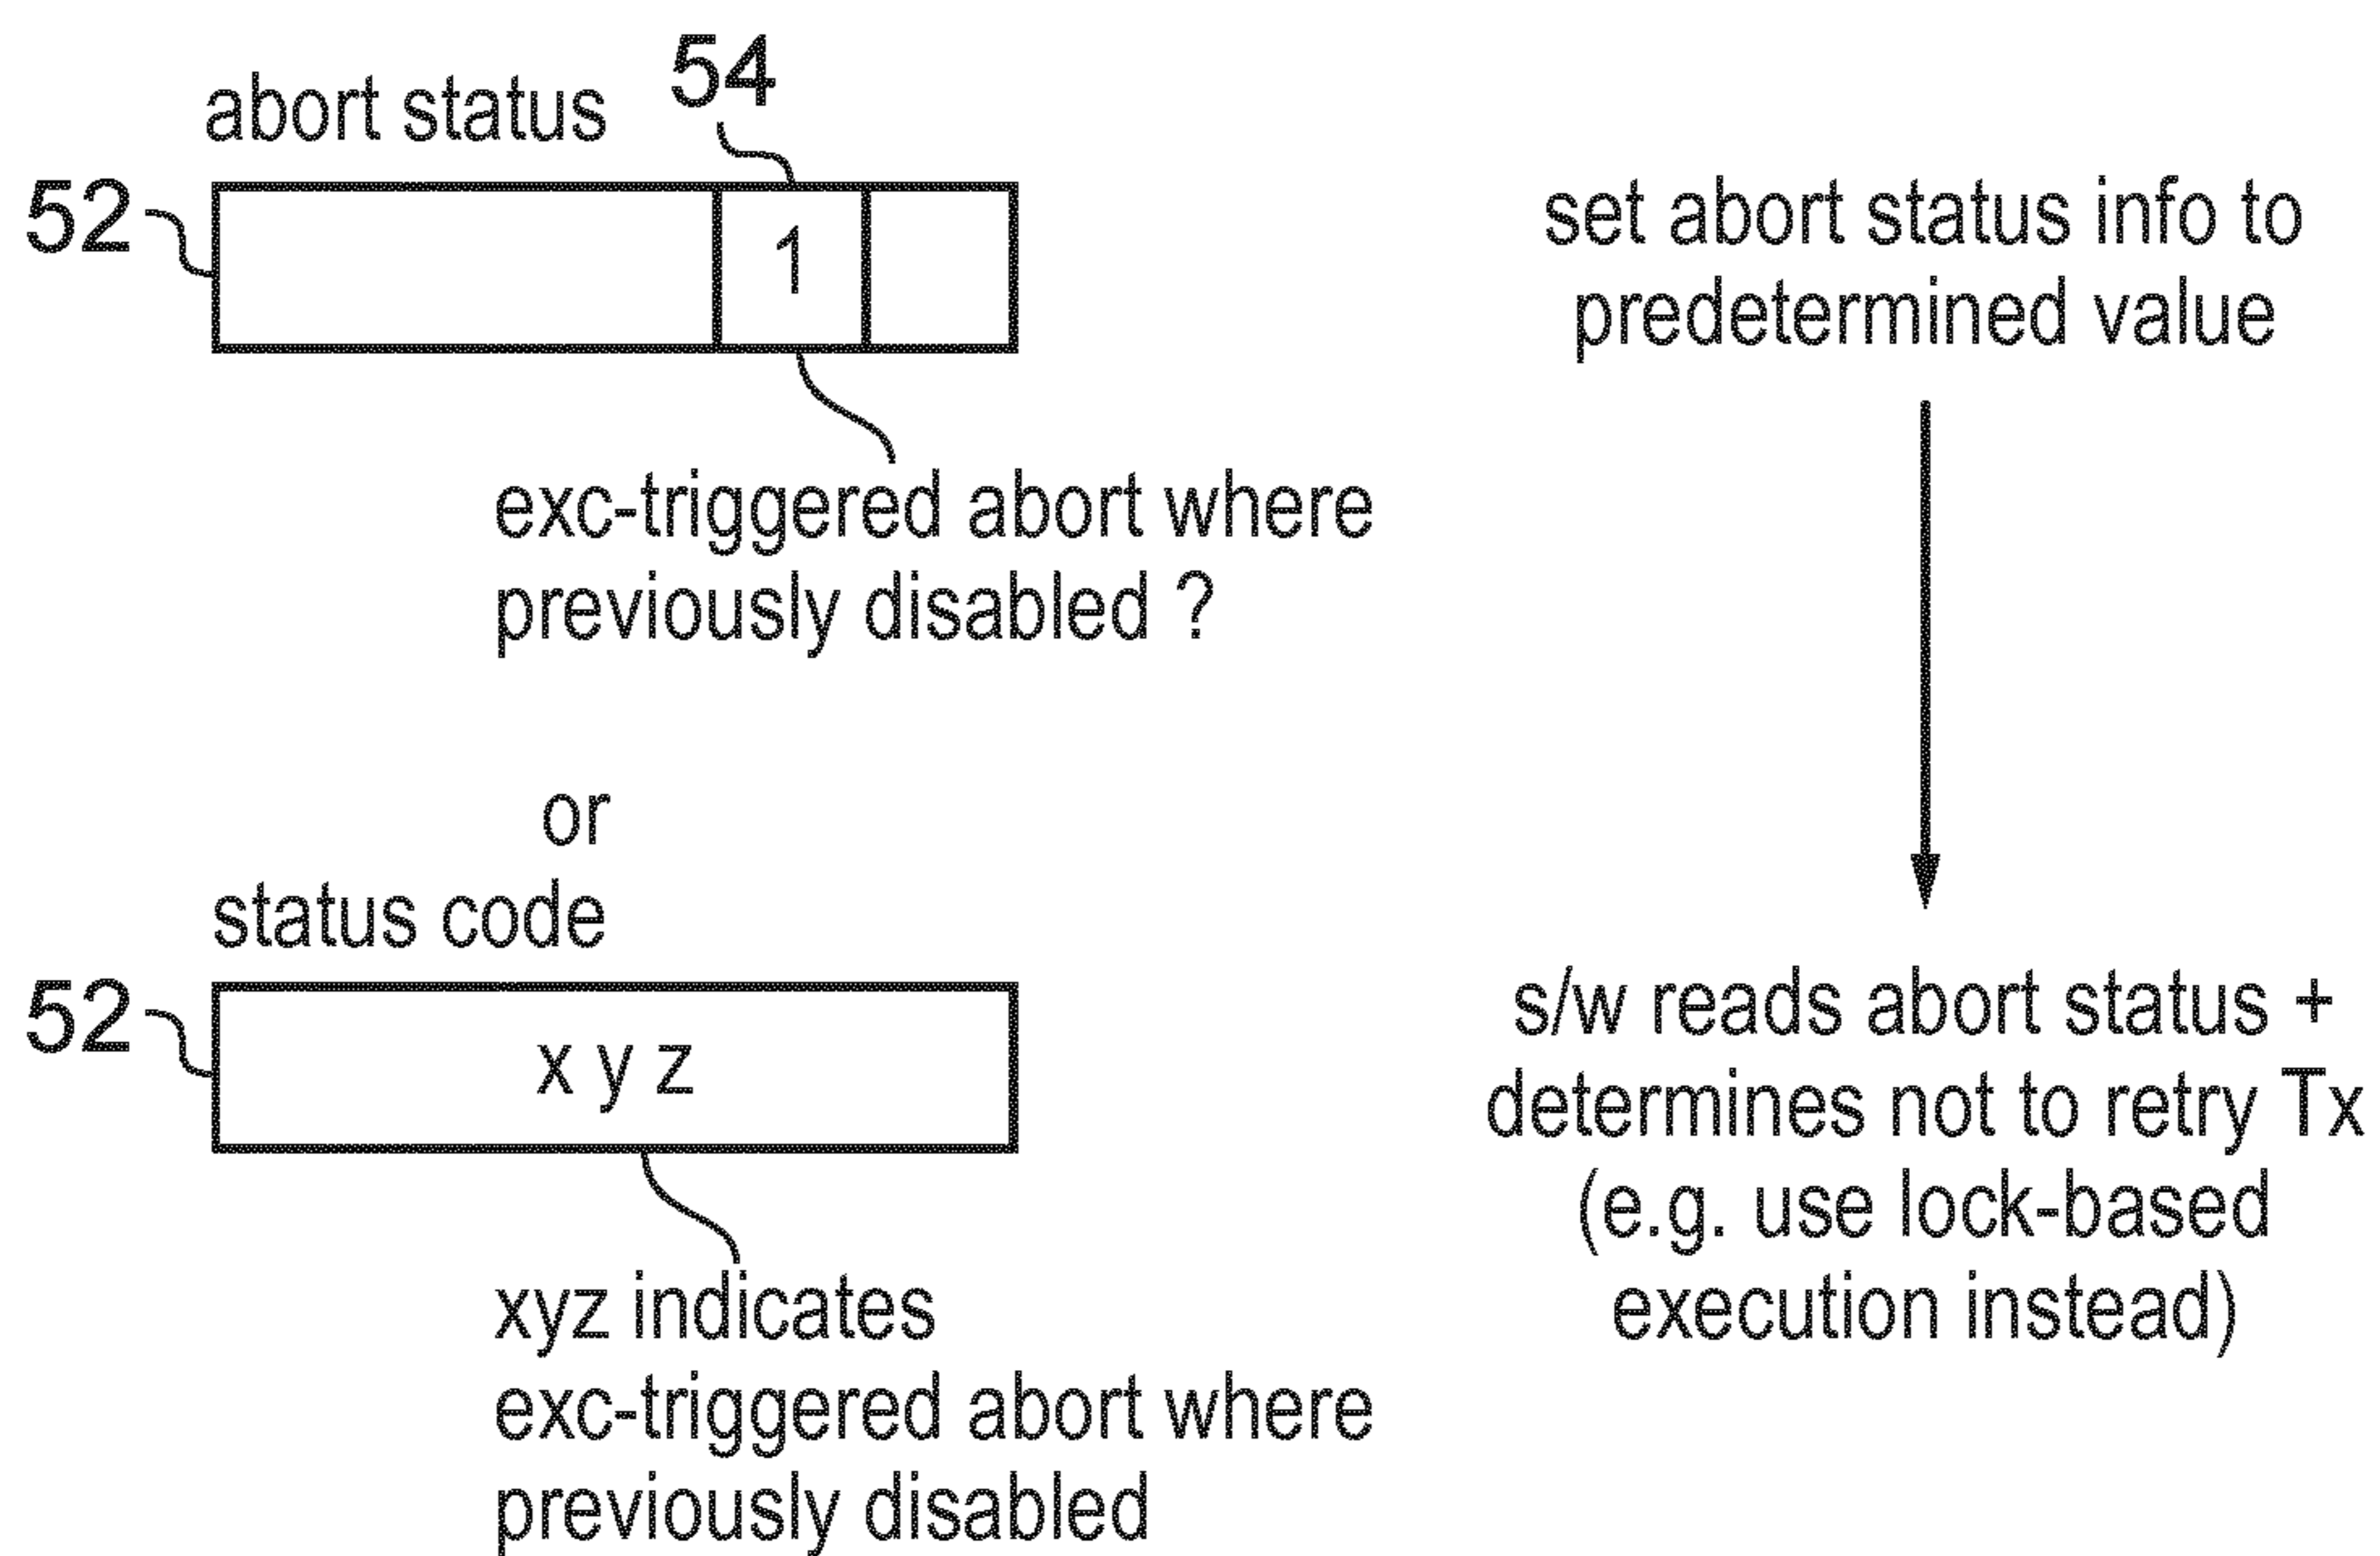 54
abort status
52
1
exc-triggered abort where
previously disabled ?
or
status code
52
x y z
xyz indicates
exc-triggered abort where
previously disabled
set abort status info to
predetermined value
s/w reads abort status +
determines not to retry Tx
(e.g. use lock-based
execution instead)